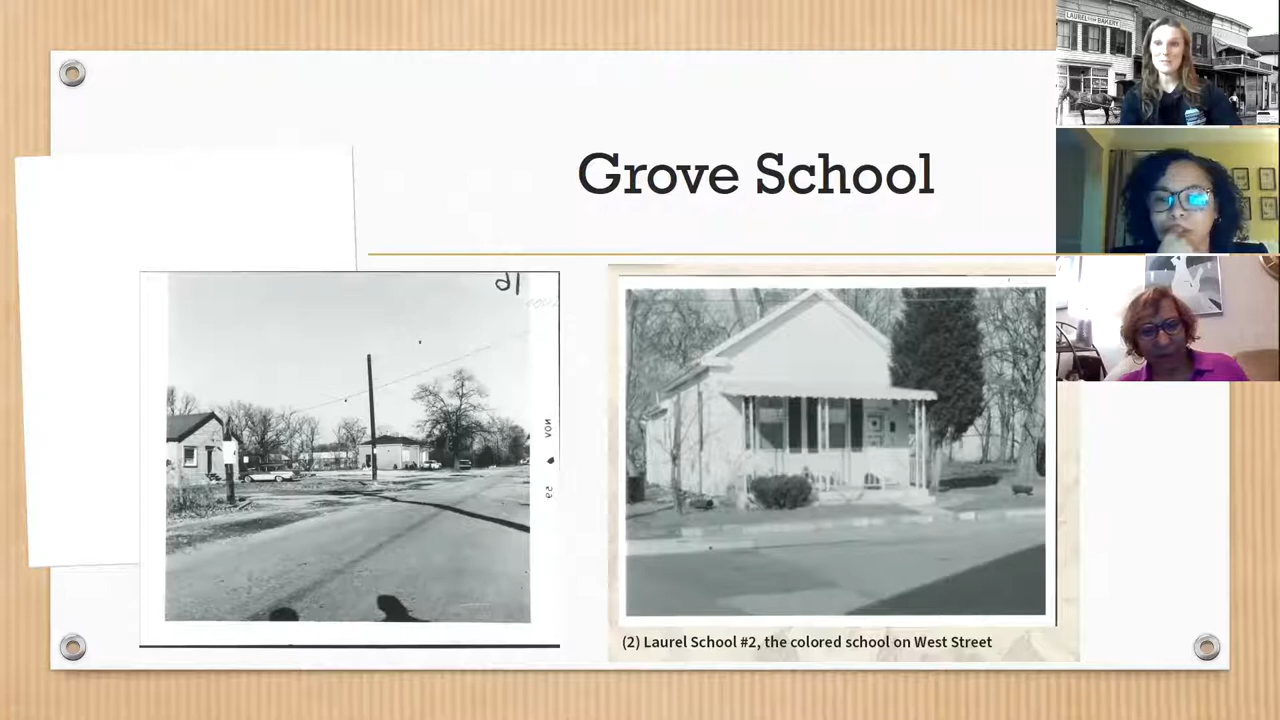 LAUREL BAKERY
Grove School
(2) Laurel School #2, the colored school on West Street